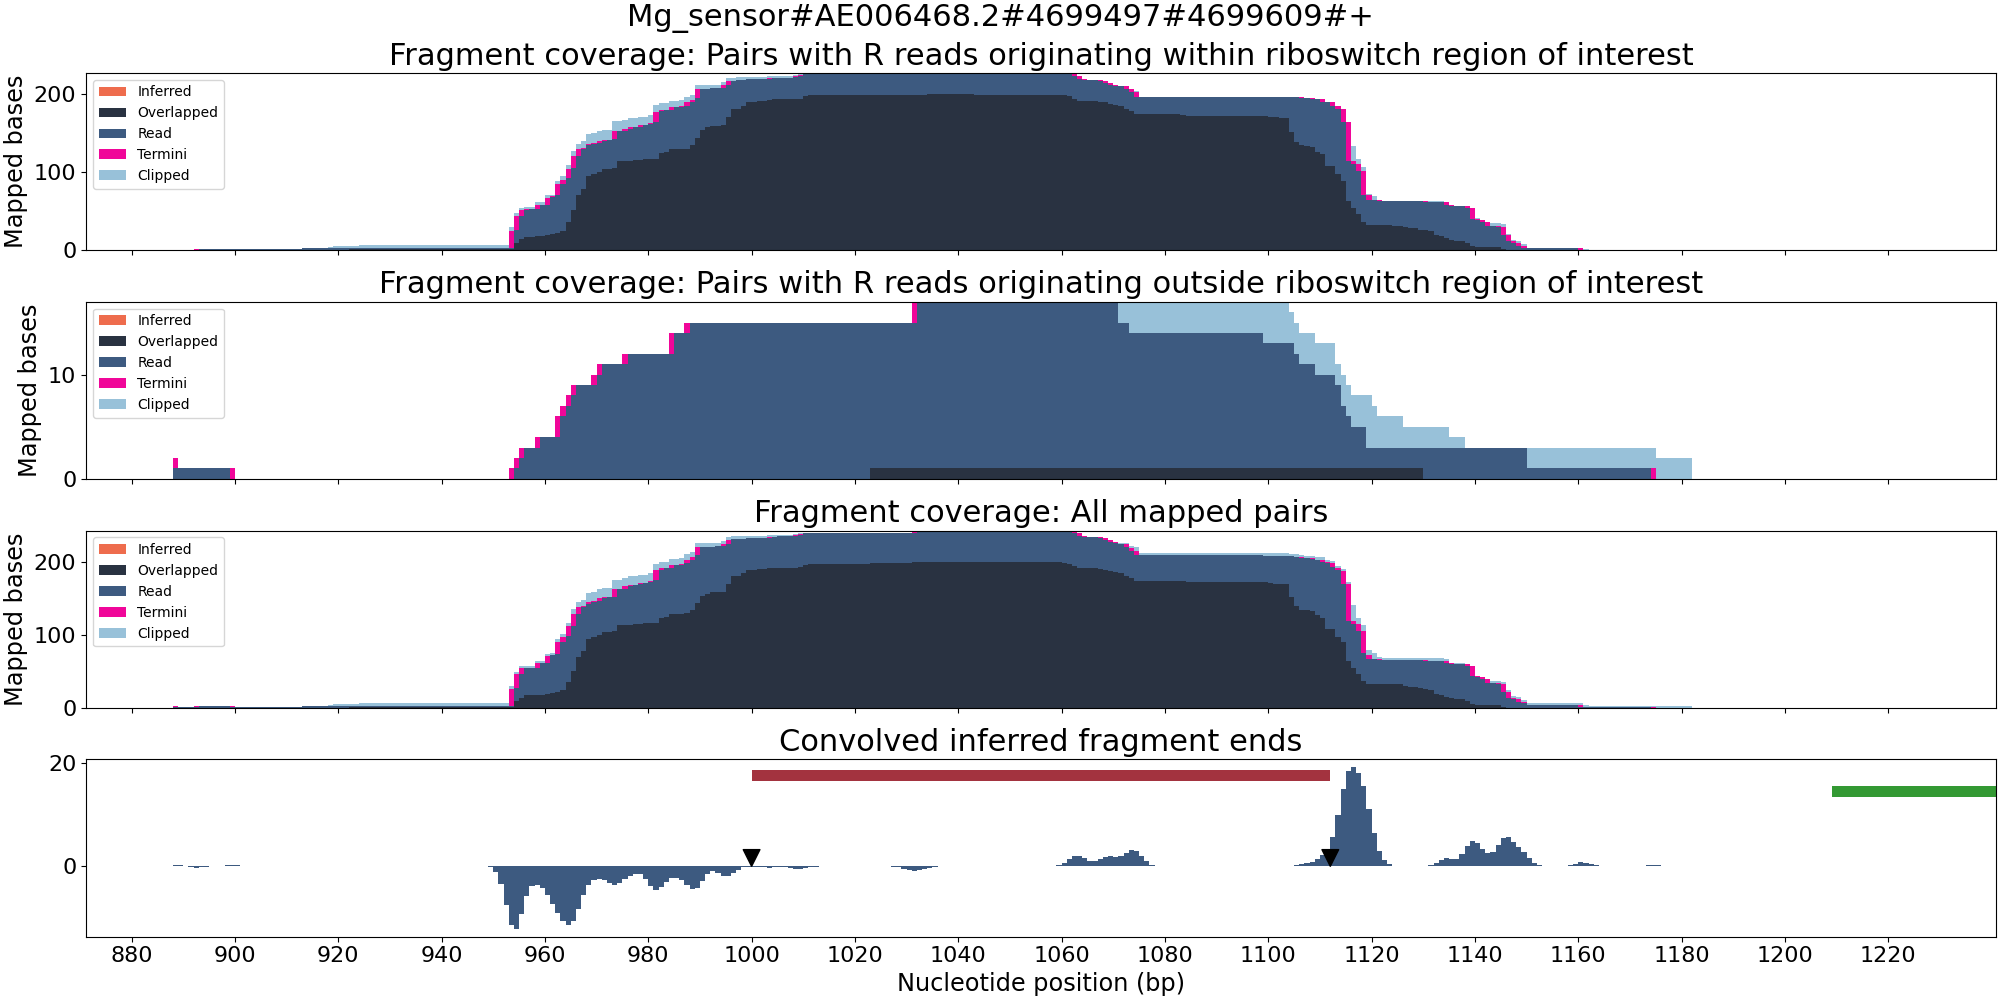 Mg_sensor#AE006468.2#4699497#4699609#+
Fragment coverage: Pairs with R reads originating within riboswitch region of interest
Mapped bases
200
100
0
Inferred
Overlapped
Read
Termini
Clipped
Fragment coverage: Pairs with R reads originating outside riboswitch region of interest
Mapped bases
10
0
Inferred
Overlapped
Read
Termini
Clipped
Fragment coverage: All mapped pairs
Mapped bases
200
100
0
Inferred
Overlapped
Read
Termini
Clipped
Convolved inferred fragment ends
20
0
880 900 920 940 960 980 1000 1020 1040 1060 1080 1100 1120 1140 1160 1180 1200 1220
Nucleotide position (bp)